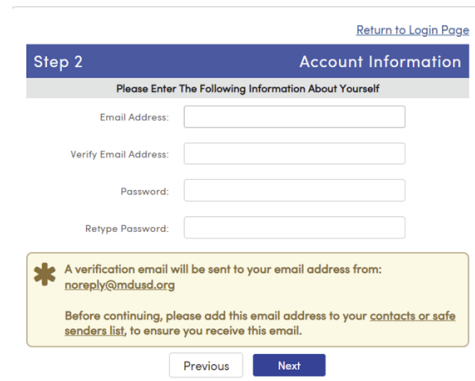 Return to Login Page
Step 2 Account Information
Please Enter The Following Information About Yourself
Email Address:
Verify Email Address:
Password:
Retype Password:
A verification email will be sent to your email address from:
noreply@mdusd.org
Before continuing, please add this email address to your contacts or safe
senders list, to ensure you receive this email.
Previous Next